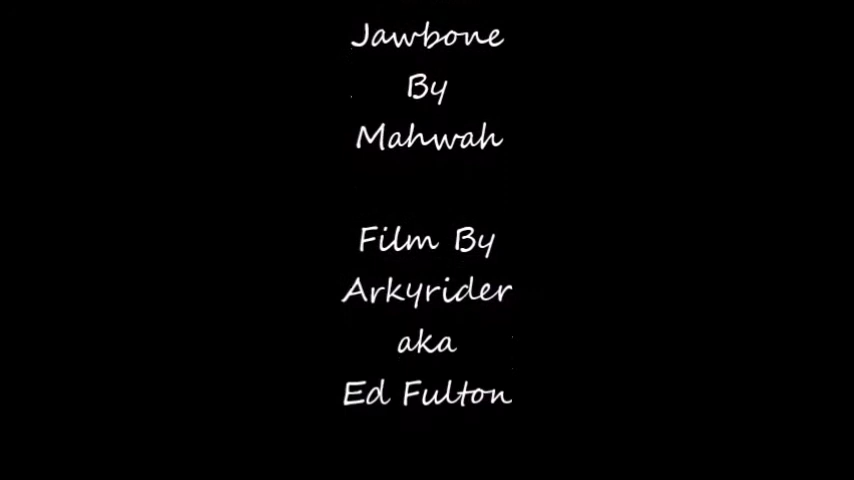 Jawbone
By
Mahwah
Film By
Arkyrider
aka
Ed Fulton